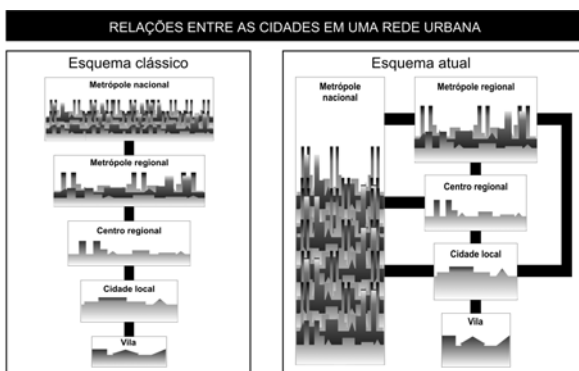 RELAÇÕES ENTRE AS CIDADES EM UMA REDE URBANA
Esquema clássico
Metrópole nacional
Metrópole regional
Centro regional
Cidade local
Vila
Esquema atual
Metrópole
nacional
Metrópole regional
Centro regional
Cidade local
Vila